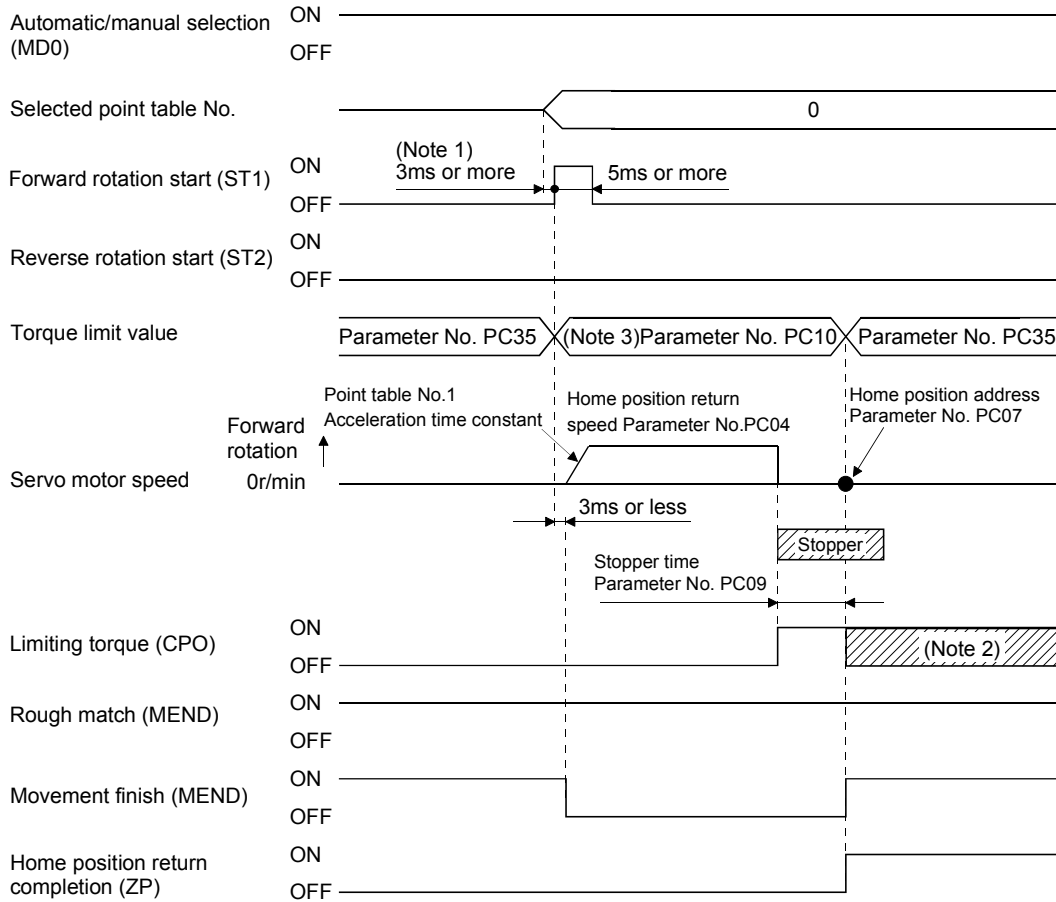 Automatic/manual selection
(MD0)
ON
OFF
Selected point table No.
0
Forward rotation start (ST1)
ON
OFF
(Note 1)
3ms or more
5ms or more
Reverse rotation start (ST2)
ON
OFF
Torque limit value
Parameter No. PC35
(Note 3)Parameter No. PC10
Parameter No. PC35
Servo motor speed
Forward
rotation
0r/min
Point table No.1
Acceleration time constant
Home position return
speed Parameter No.PC04
Home position address
Parameter No. PC07
3ms or less
Stopper
Stopper time
Parameter No. PC09
Limiting torque (CPO)
ON
OFF
(Note 2)
Rough match (MEND)
ON
OFF
Movement finish (MEND)
ON
OFF
Home position return
completion (ZP)
ON
OFF